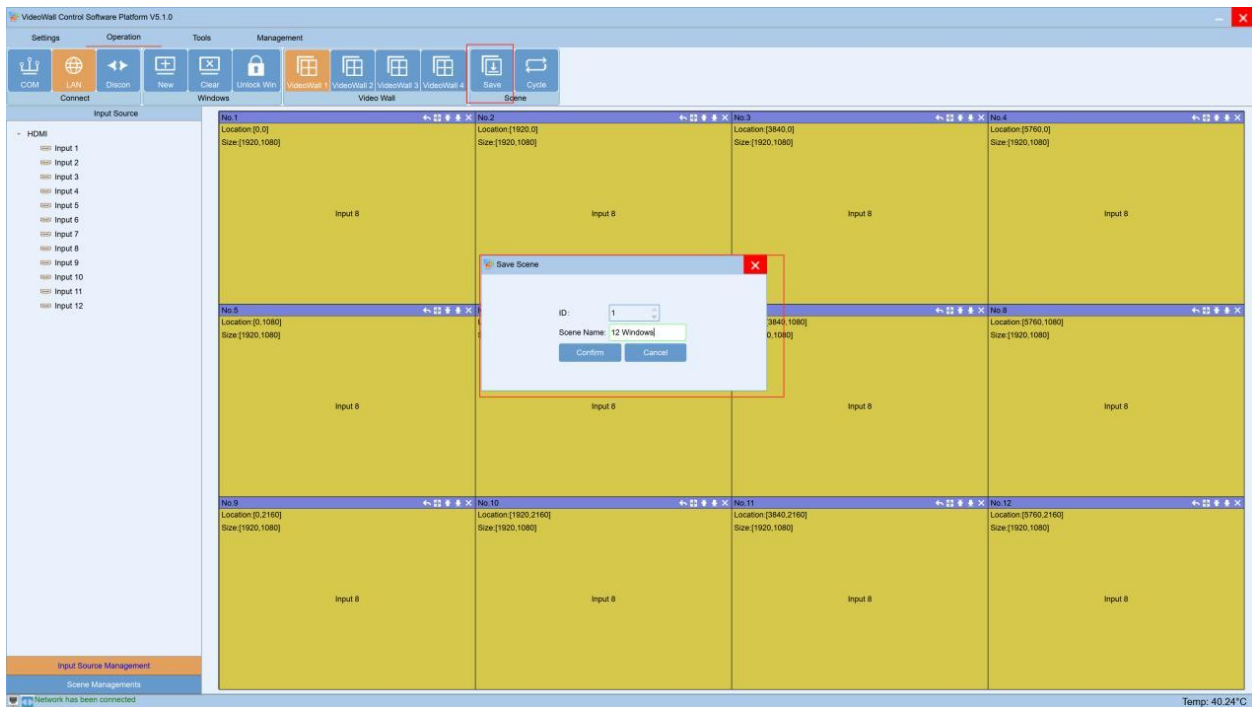 VideoWall Control Software Platform V5.1.0
Settings Operation Tools Management
COM LAN Discon New Clear Unlock Win VideoWall 1 VideoWall 2 VideoWall 3 VideoWall 4 Save Cycle
Connect Windows Video Wall Scene
Input Source
HDMI
Input 1
Input 2
Input 3
Input 4
Input 5
Input 6
Input 7
Input 8
Input 9
Input 10
Input 11
Input 12
Input Source Management
Scene Managements
No.1 No.2 No.3 No.4
Location:[0,0] Location:[1920,0] Location:[3840,0] Location:[5760,0]
Size:[1920,1080] Size:[1920,1080] Size:[1920,1080] Size:[1920,1080]
Input 8 Input 8 Input 8 Input 8
Save Scene
ID: 1
Scene Name: 12 Windows
Confirm Cancel
No.5 No.8
Location:[0,1080] 3840,1080] Location:[5760,1080]
Size:[1920,1080] 0,1080] Size:[1920,1080]
Input 8 Input 8 Input 8 Input 8
No.9 No.10 No.11 No.12
Location:[0,2160] Location:[1920,2160] Location:[3840,2160] Location:[5760,2160]
Size:[1920,1080] Size:[1920,1080] Size:[1920,1080] Size:[1920,1080]
Input 8 Input 8 Input 8 Input 8
Network has been connected Temp: 40.24°C